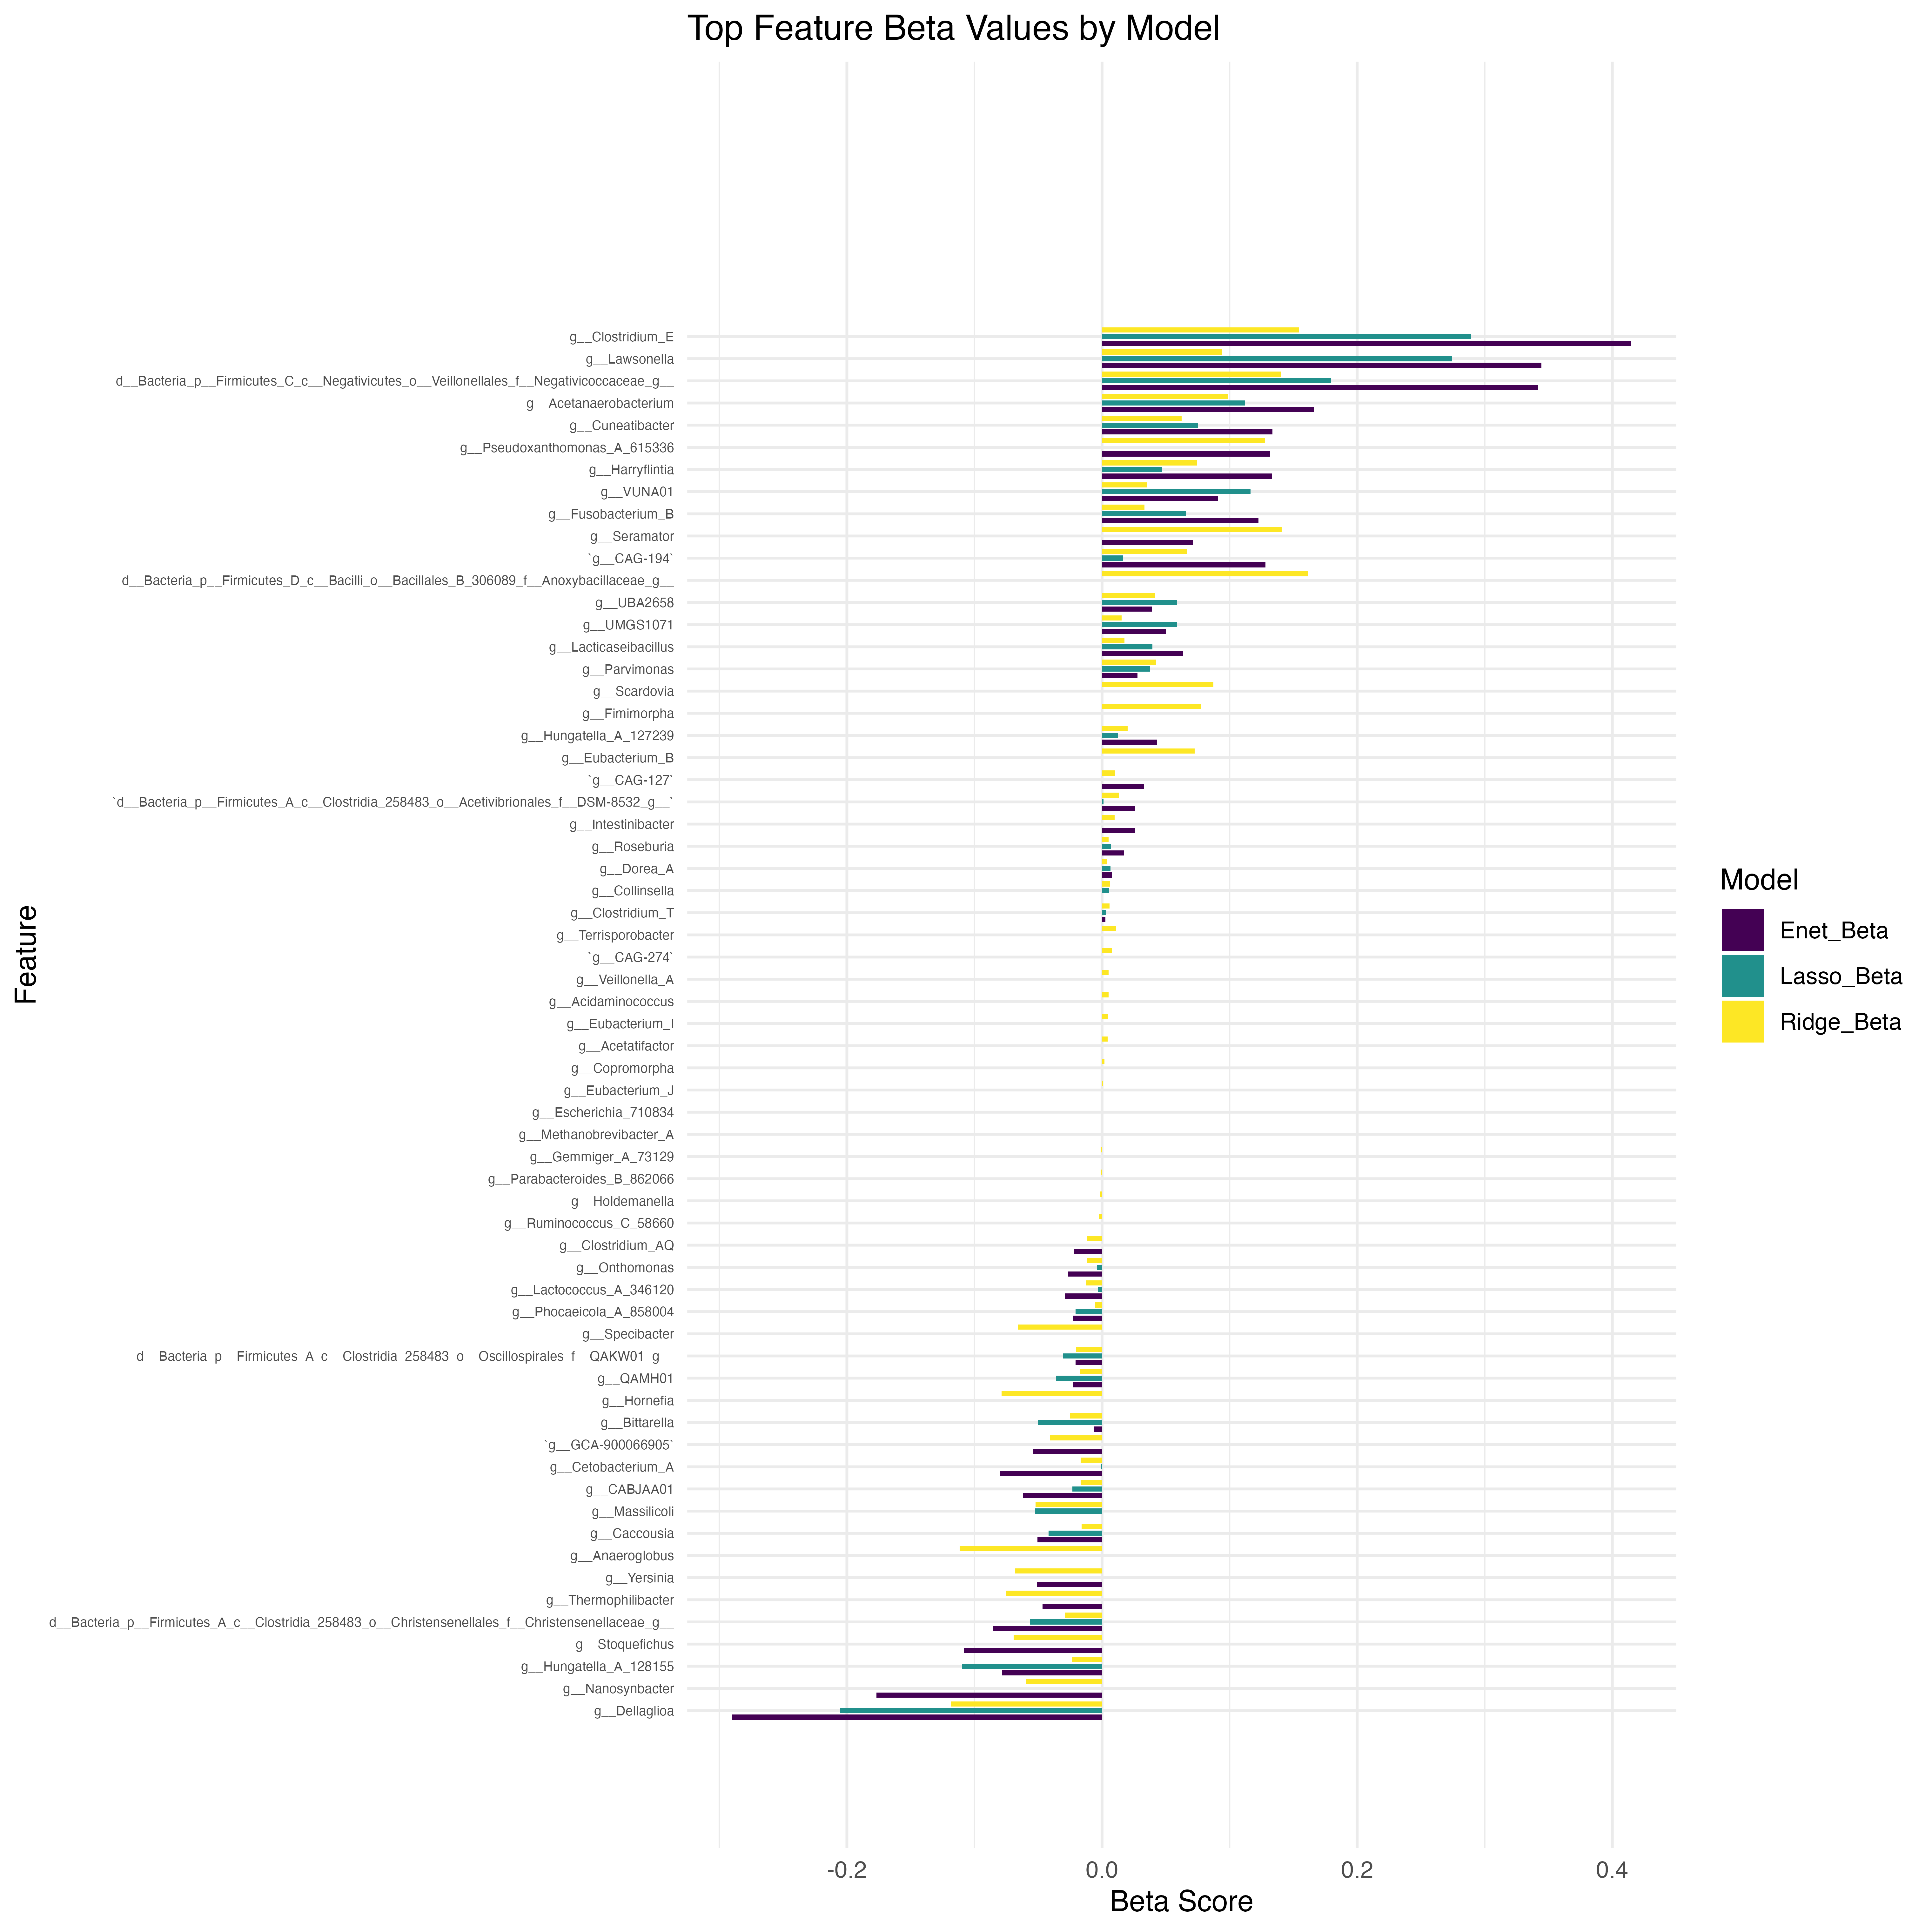 Top Feature Beta Values by Model
g__Clostridium_E
g__Lawsonella
d__Bacteria_p__Firmicutes_C_c__Negativicutes_o__Veillonellales_f__Negativicoccaceae_g__
g__Acetanaerobacterium
g__Cuneatibacter
g__Pseudoxanthomonas_A_615336
g__Harryflintia
g__VUNA01
g__Fusobacterium_B
g__Seramator
`g__CAG-194`
d__Bacteria_p__Firmicutes_D_c__Bacilli_o__Bacillales_B_306089_f__Anoxybacillaceae_g__
g__UBA2658
g__UMGS1071
g__Lacticaseibacillus
g__Parvimonas
g__Scardovia
g__Fimimorpha
g__Hungatella_A_127239
g__Eubacterium_B
`g__CAG-127`
`d__Bacteria_p__Firmicutes_A_c__Clostridia_258483_o__Acetivibrionales_f__DSM-8532_g__`
g__Intestinibacter
g__Roseburia
g__Dorea_A
g__Collinsella
g__Clostridium_T
g__Terrisporobacter
`g__CAG-274`
g__Veillonella_A
g__Acidaminococcus
g__Eubacterium_I
g__Acetatifactor
g__Copromorpha
g__Eubacterium_J
g__Escherichia_710834
g__Methanobrevibacter_A
g__Gemmiger_A_73129
g__Parabacteroides_B_862066
g__Holdemanella
g__Ruminococcus_C_58660
g__Clostridium_AQ
g__Onthomonas
g__Lactococcus_A_346120
g__Phocaeicola_A_858004
g__Specibacter
d__Bacteria_p__Firmicutes_A_c__Clostridia_258483_o__Oscillospirales_f__QAKW01_g__
g__QAMH01
g__Hornefia
g__Bittarella
`g__GCA-900066905`
g__Cetobacterium_A
g__CABJAA01
g__Massilicoli
g__Caccousia
g__Anaeroglobus
g__Yersinia
g__Thermophilibacter
d__Bacteria_p__Firmicutes_A_c__Clostridia_258483_o__Christensenellales_f__Christensenellaceae_g__
g__Stoquefichus
g__Hungatella_A_128155
g__Nanosynbacter
g__Dellaglioa
Feature
-0.2
0.0
0.2
0.4
Beta Score
Model
Enet_Beta
Lasso_Beta
Ridge_Beta